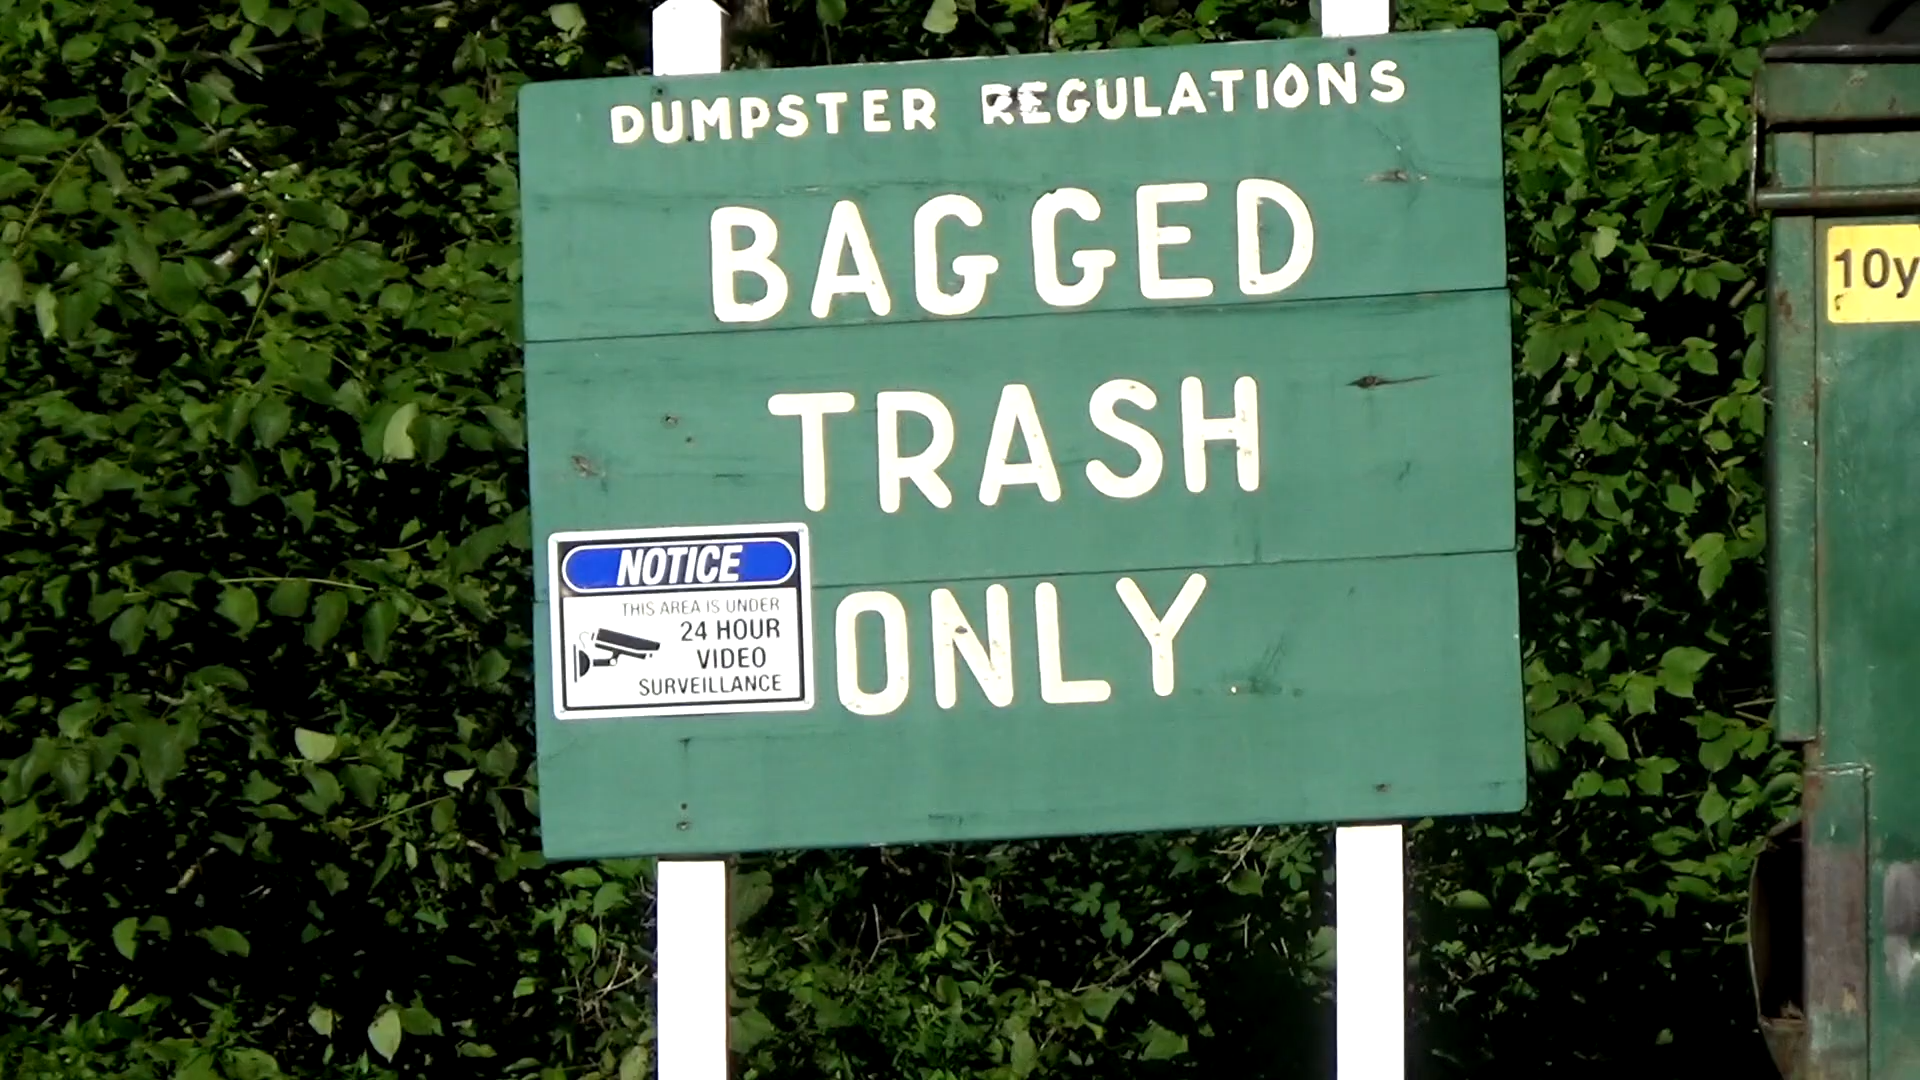 DUMPSTER REGULATIONS
BAGGED
TRASH
ONLY
NOTICE
THIS AREA IS UNDER
24 HOUR
VIDEO
SURVEILLANCE
10y